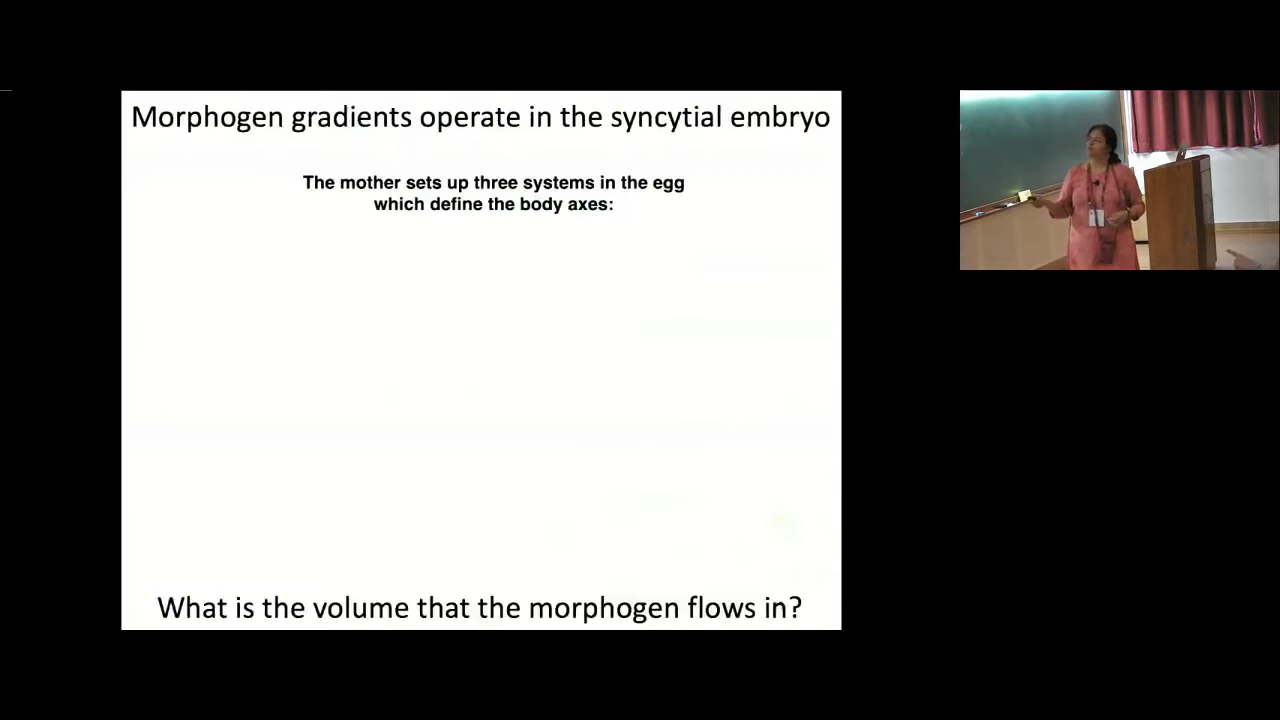 Morphogen gradients operate in the syncytial embryo
The mother sets up three systems in the egg
which define the body axes:
What is the volume that the morphogen flows in?